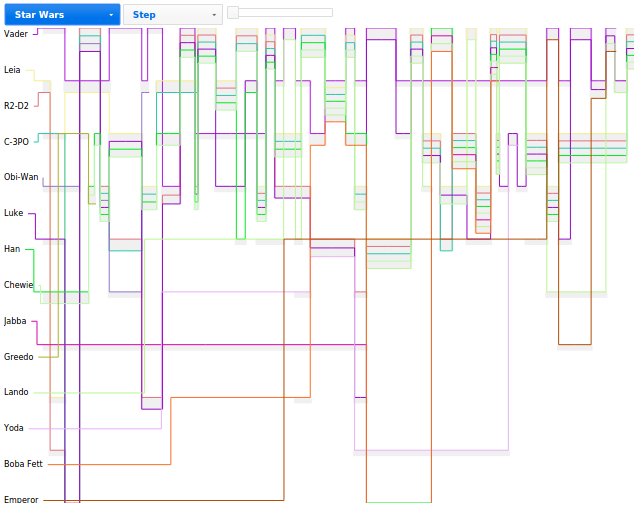 Star Wars Step
Vader
Leia
R2-D2
C-3PO
Obi-Wan
Luke
Han
Chewie
Jabba
Greedo
Lando
Yoda
Boba Fett
Emperor